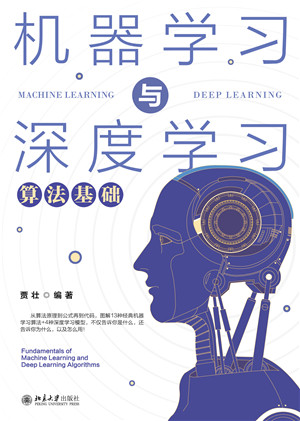 机器学习
MACHINE LEARNING 与 DEEP LEARNING
深度学习
算法基础
贾壮 编著
从算法原理到公式再到代码，图解13种经典机器
学习算法+4种深度学习模型，不仅告诉你是什么，还
告诉你为什么，以及怎么用！
Fundamentals of
Machine Learning and
Deep Learning Algorithms
北京大学出版社
PEKING UNIVERSITY PRESS